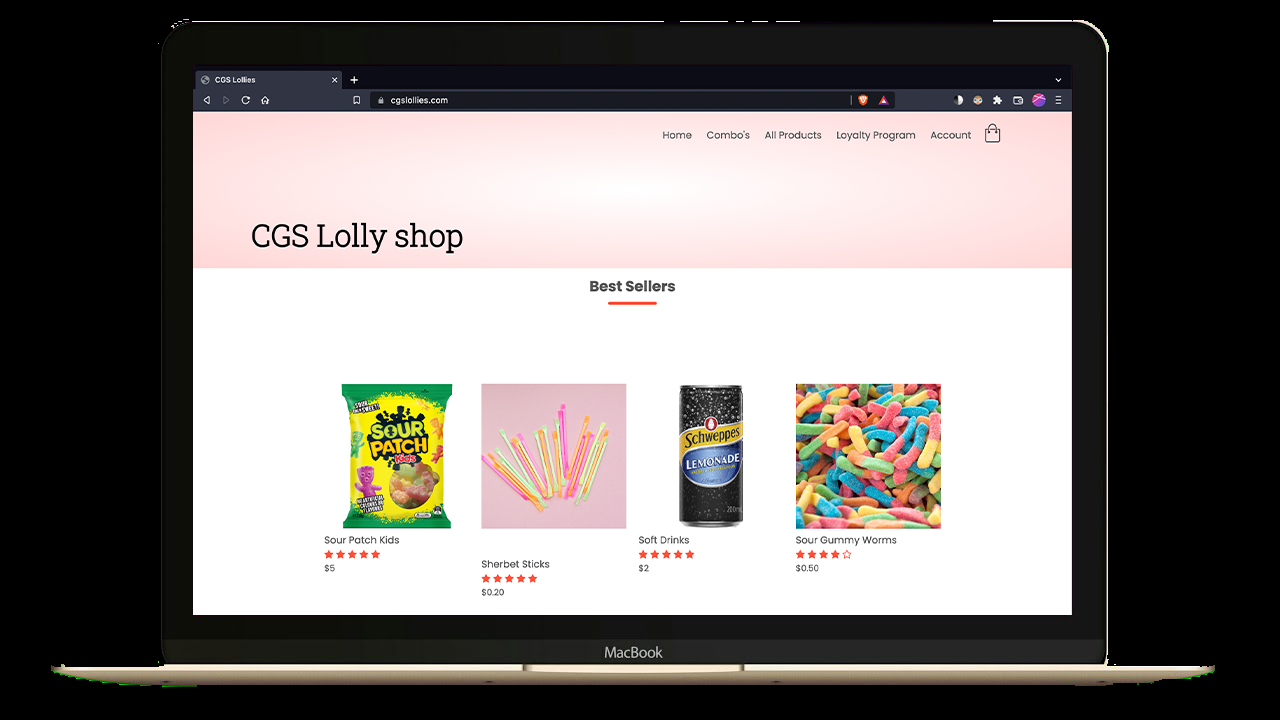 CGS Lollies
cgslollies.com
Home Combo's All Products Loyalty Program Account
CGS Lolly shop
Best Sellers
SOUR PATCH Kids
Schweppes
LEMONADE
200mL
Sour Patch Kids
$5
Sherbet Sticks
$0.20
Soft Drinks
$2
Sour Gummy Worms
$0.50
MacBook